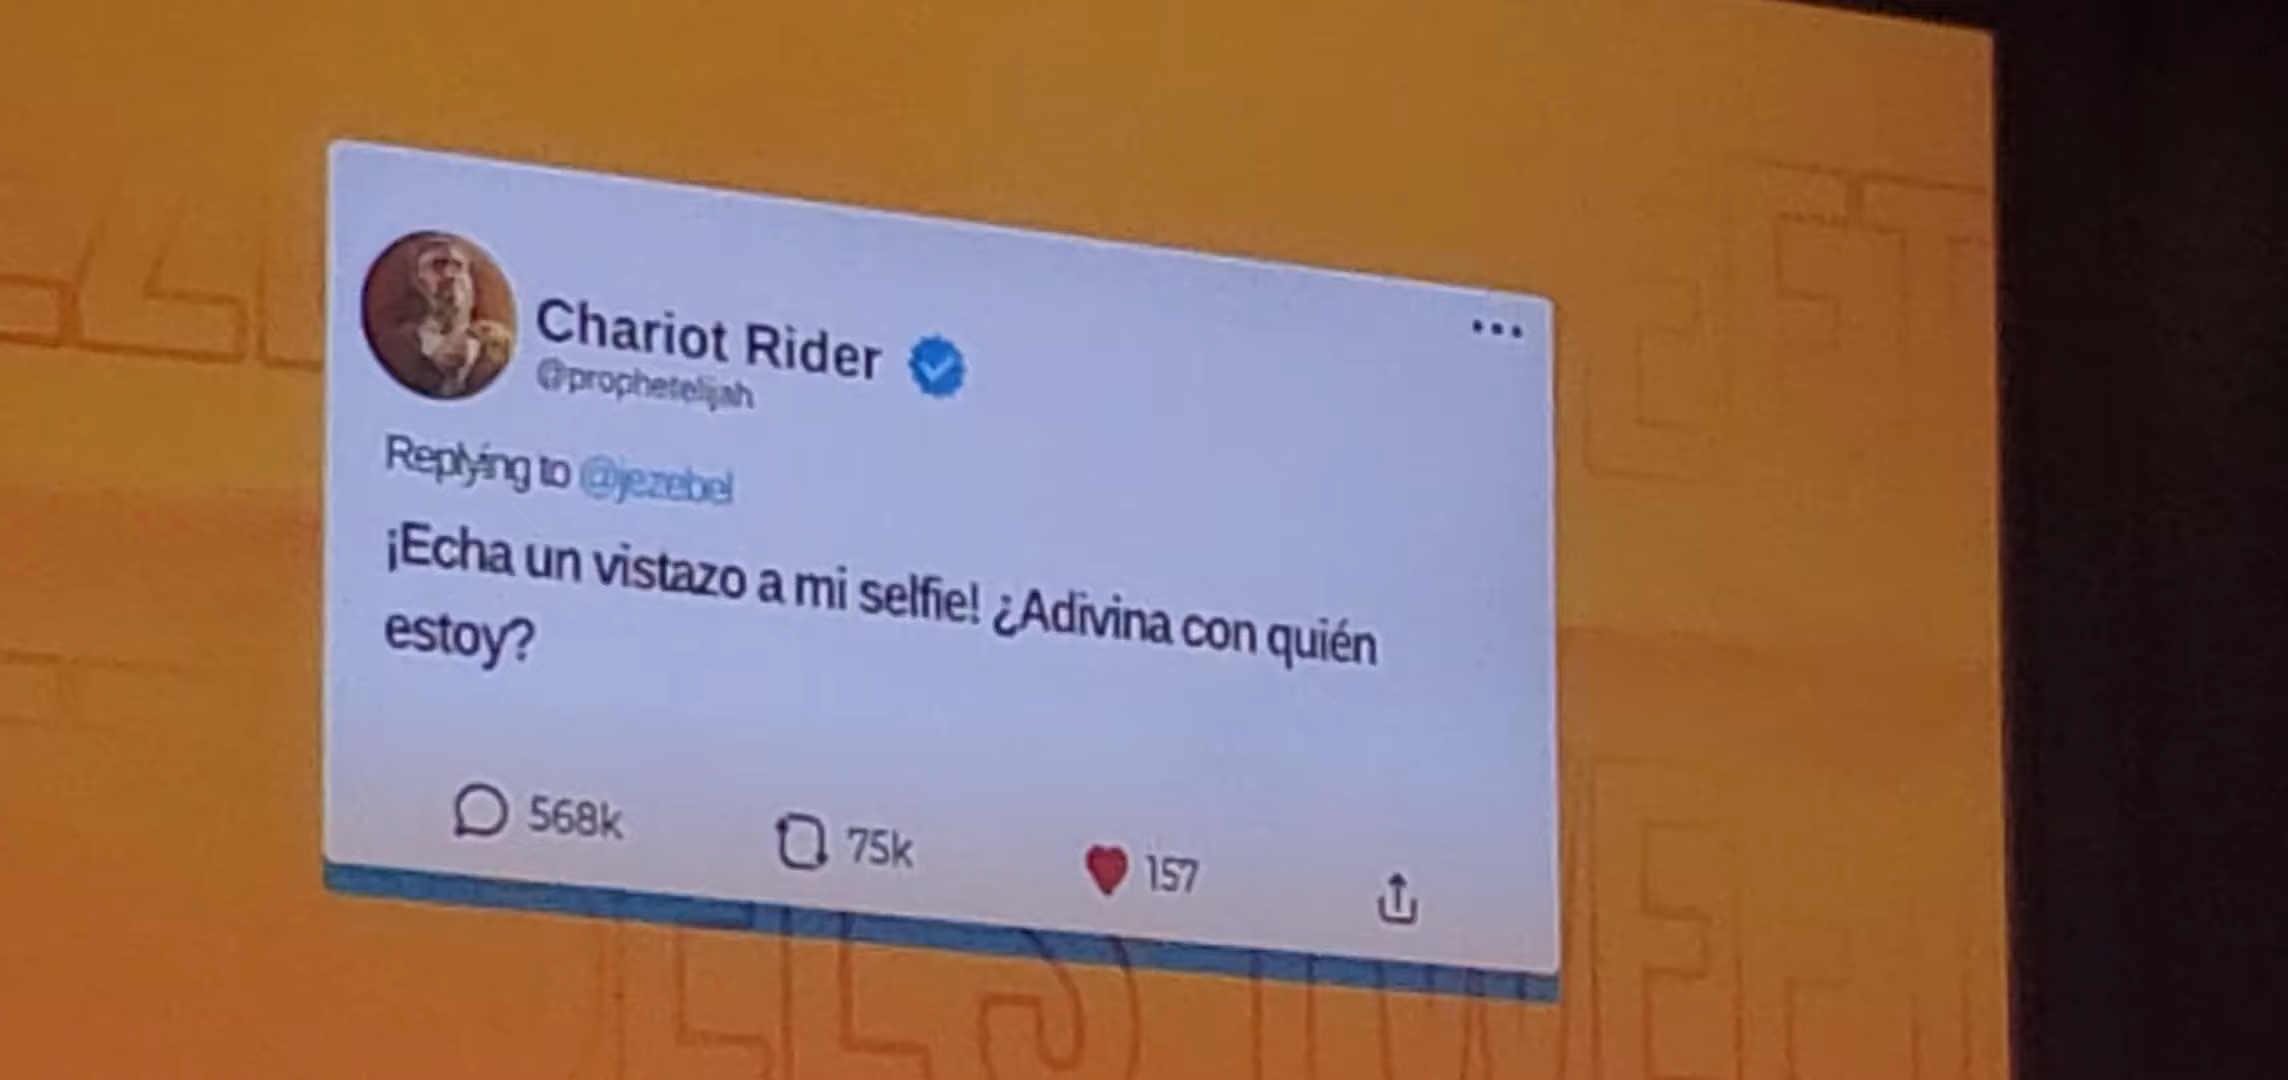 Chariot Rider
@prophetelijah
Replying to @jezebel
¡Echa un vistazo a mi selfie! ¿Adivina con quién
estoy?
568k 75k 157